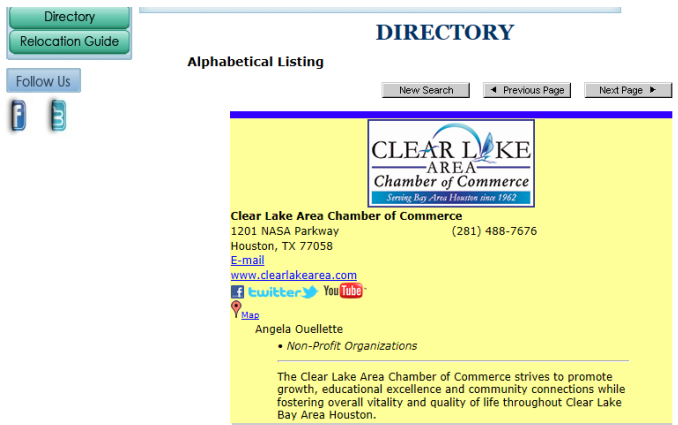 Directory
Relocation Guide
Follow Us
DIRECTORY
Alphabetical Listing
New Search
Previous Page
Next Page
CLEAR LAKE
AREA
Chamber of Commerce
Serving Bay Area Houston since 1962
Clear Lake Area Chamber of Commerce
1201 NASA Parkway (281) 488-7676
Houston, TX 77058
E-mail
www.clearlakearea.com
f twitter YouTube
Map
Angela Ouellette
• Non-Profit Organizations
The Clear Lake Area Chamber of Commerce strives to promote
growth, educational excellence and community connections while
fostering overall vitality and quality of life throughout Clear Lake
Bay Area Houston.